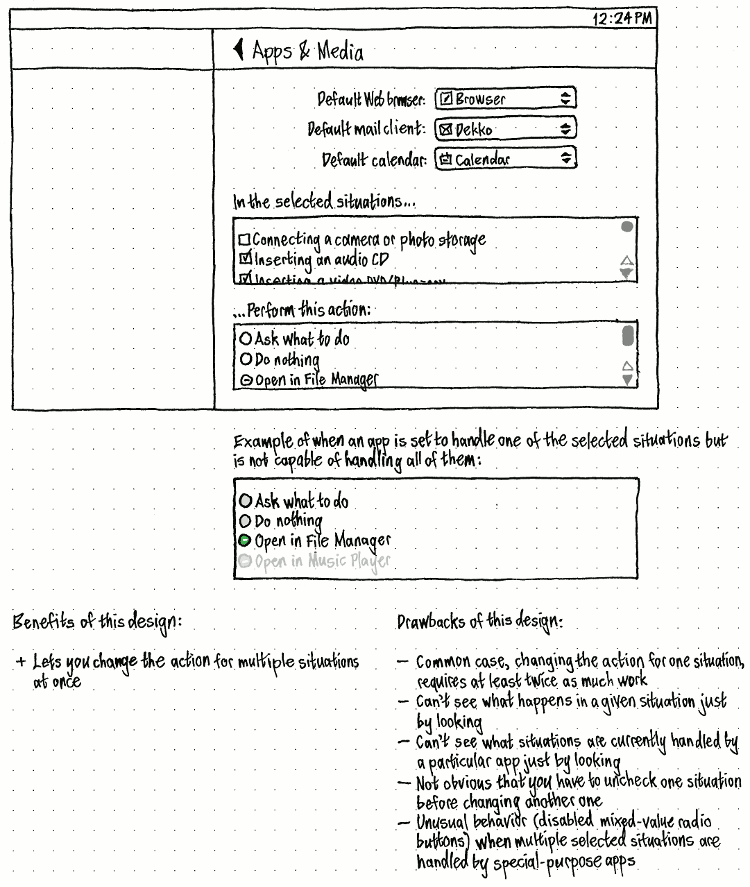 12:24 PM
Apps & Media
Default Web browser: Browser
Default mail client: Dekko
Default calendar: Calendar
In the selected situations...
Connecting a camera or photo storage
Inserting an audio CD
Inserting a video DVD/
...Perform this action:
Ask what to do
Do nothing
Open in File Manager
Example of when an app is set to handle one of the selected situations but
is not capable of handling all of them:
Ask what to do
Do nothing
Open in File Manager
Open in Music Player
Benefits of this design:
+ Lets you change the action for multiple situations
at once
Drawbacks of this design:
— Common case, changing the action for one situation,
requires at least twice as much work
— Can't see what happens in a given situation just
by looking
— Can't see what situations are currently handled by
a particular app just by looking
— Not obvious that you have to uncheck one situation
before changing another one
— Unusual behavior (disabled mixed-value radio
buttons) when multiple selected situations are
handled by special-purpose apps